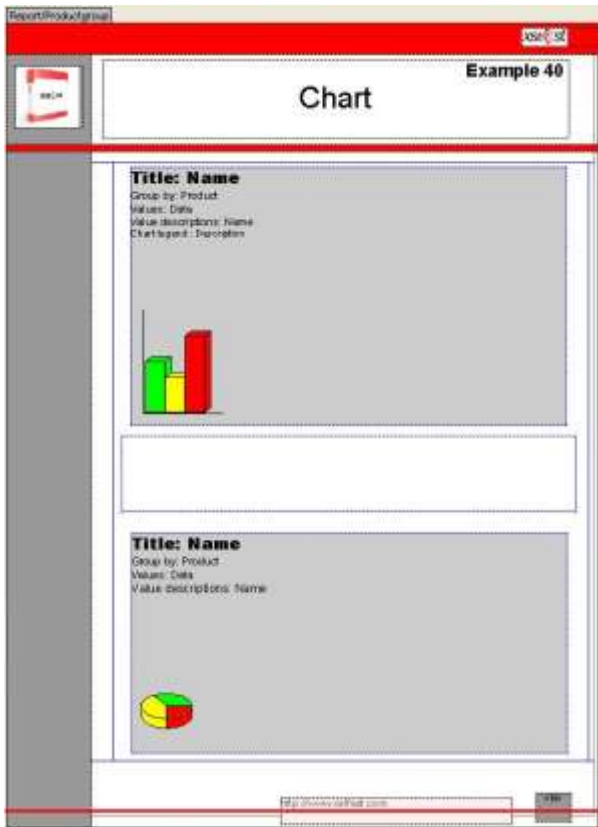 Report/Productgroup
Example 40
Chart
Title: Name
Group by: Product
Values: Data
Value descriptions: Name
Chart legend : Description
Title: Name
Group by: Product
Values: Data
Value descriptions: Name